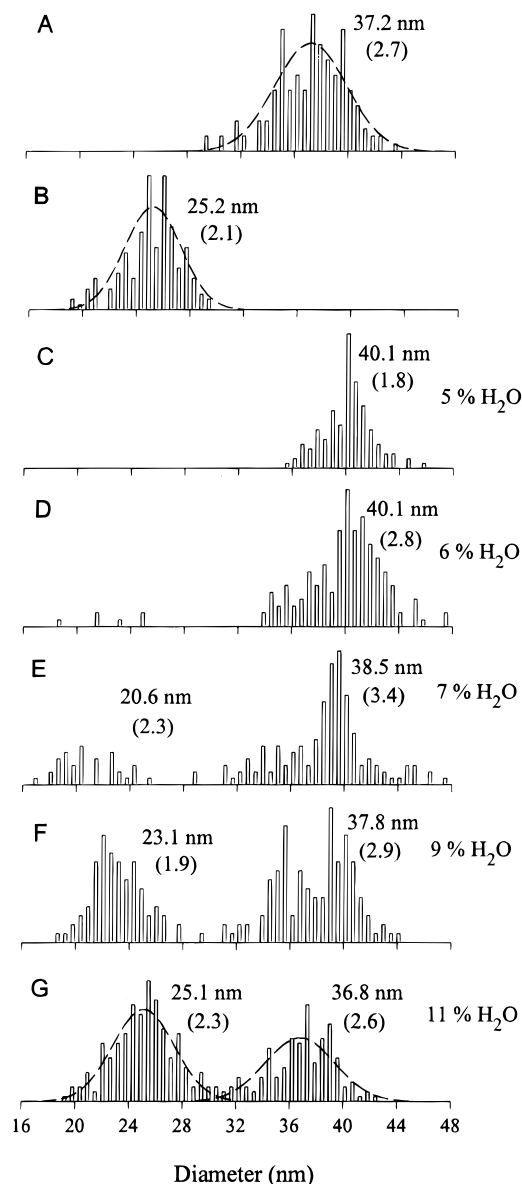 A
37.2 nm
(2.7)
B
25.2 nm
(2.1)
C
40.1 nm
(1.8)
5 % H₂O
D
40.1 nm
(2.8)
6 % H₂O
E
20.6 nm
(2.3)
38.5 nm
(3.4)
7 % H₂O
F
23.1 nm
(1.9)
37.8 nm
(2.9)
9 % H₂O
G
25.1 nm
(2.3)
36.8 nm
(2.6)
11 % H₂O
16 20 24 28 32 36 40 44 48
Diameter (nm)